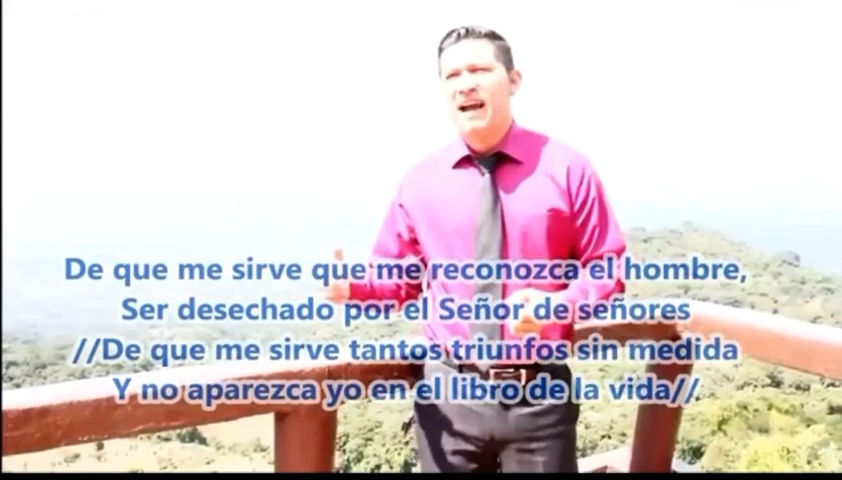 De que me sirve que me reconozca el hombre,
Ser desechado por el Señor de señores
//De que me sirve tantos triunfos sin medida
Y no aparezca yo en el libro de la vida//